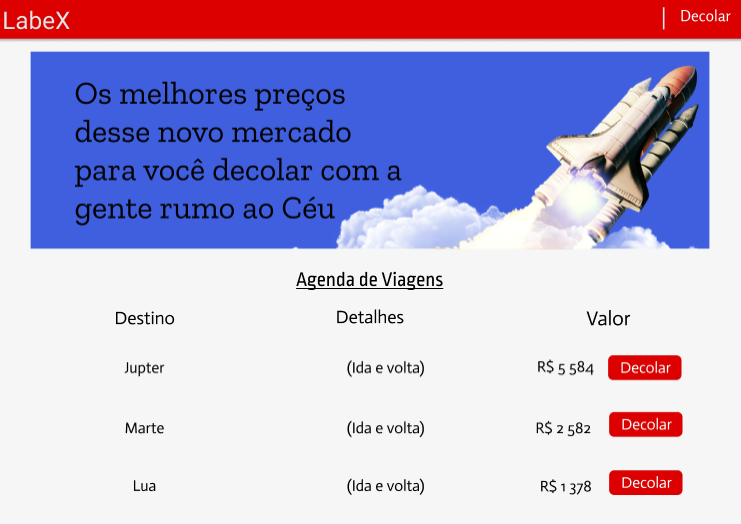 LabeX
Decolar
Os melhores preços
desse novo mercado
para você decolar com a
gente rumo ao Céu
Agenda de Viagens
Destino Detalhes Valor
Jupter (Ida e volta) R$ 5 584 Decolar
Marte (Ida e volta) R$ 2 582 Decolar
Lua (Ida e volta) R$ 1 378 Decolar